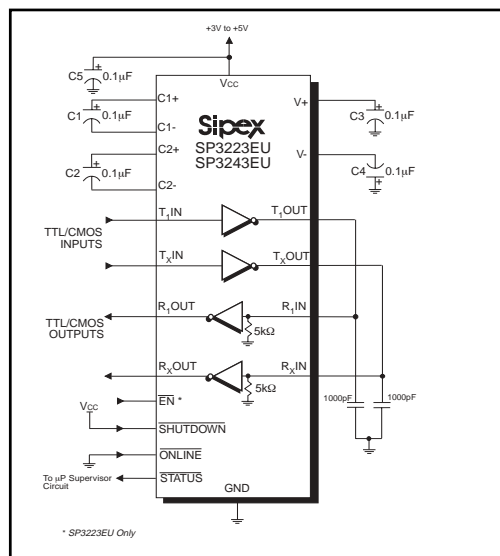 +3V to +5V
C5
0.1µF
VCC
C1+
C1
0.1µF
C1-
C2+
C2
0.1µF
C2-
Sipex
SP3223EU
SP3243EU
V+
C3
0.1µF
V-
C4
0.1µF
TTL/CMOS
INPUTS
T1IN
T1OUT
TXIN
TXOUT
TTL/CMOS
OUTPUTS
R1OUT
R1IN
5kΩ
RXOUT
RXIN
5kΩ
1000pF
1000pF
EN *
VCC
SHUTDOWN
ONLINE
To µP Supervisor
Circuit
STATUS
GND
* SP3223EU Only